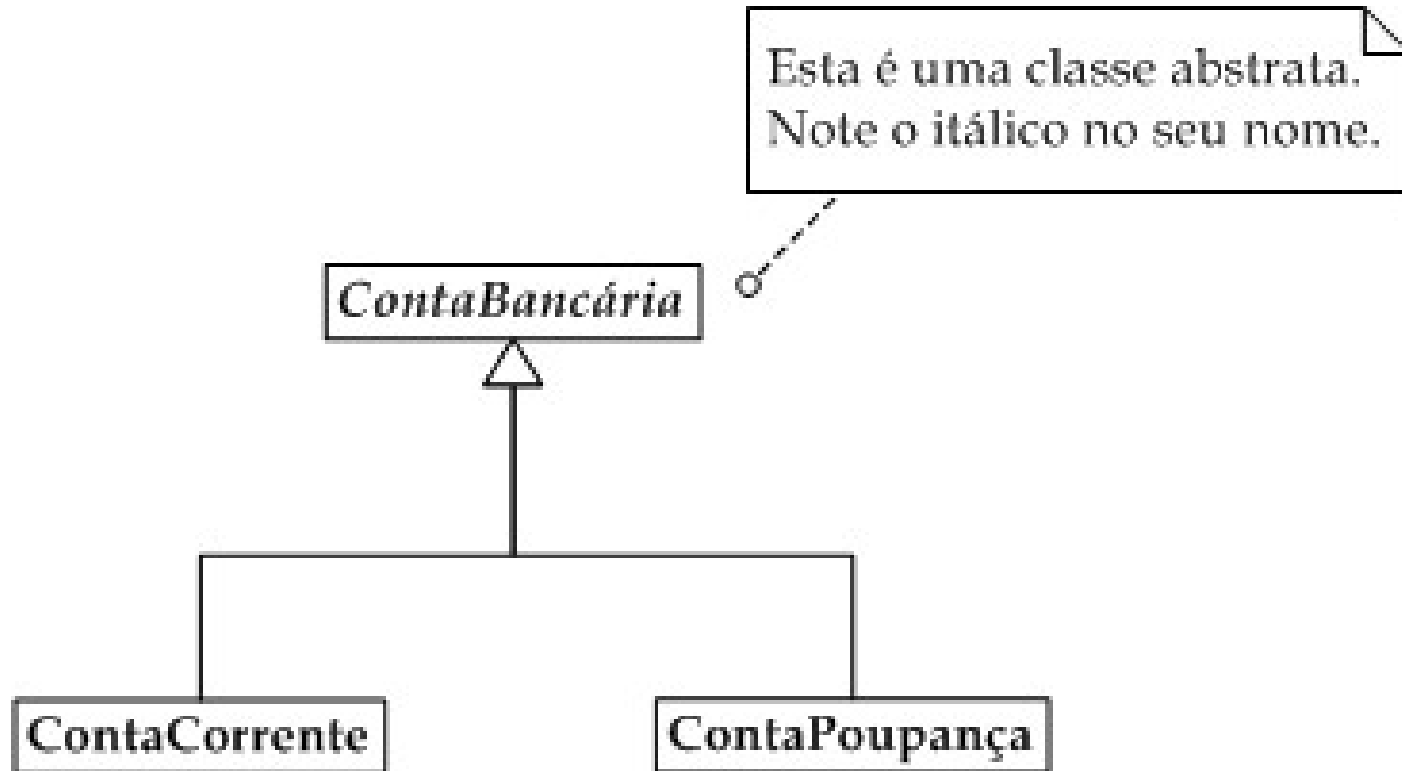 Esta é uma classe abstrata.
Note o itálico no seu nome.
ContaBancária
ContaCorrente
ContaPoupança